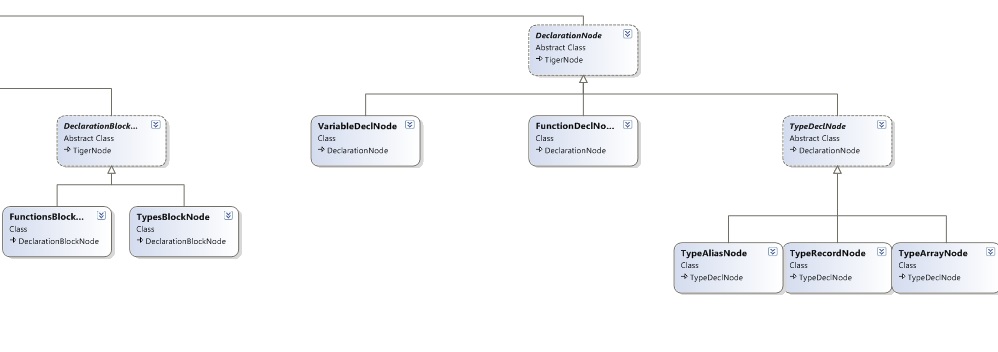 DeclarationNode
Abstract Class
TigerNode
DeclarationBlock...
Abstract Class
TigerNode
VariableDeclNode
Class
DeclarationNode
FunctionDeclNo...
Class
DeclarationNode
TypeDeclNode
Abstract Class
DeclarationNode
FunctionsBlock...
Class
DeclarationBlockNode
TypesBlockNode
Class
DeclarationBlockNode
TypeAliasNode
Class
TypeDeclNode
TypeRecordNode
Class
TypeDeclNode
TypeArrayNode
Class
TypeDeclNode